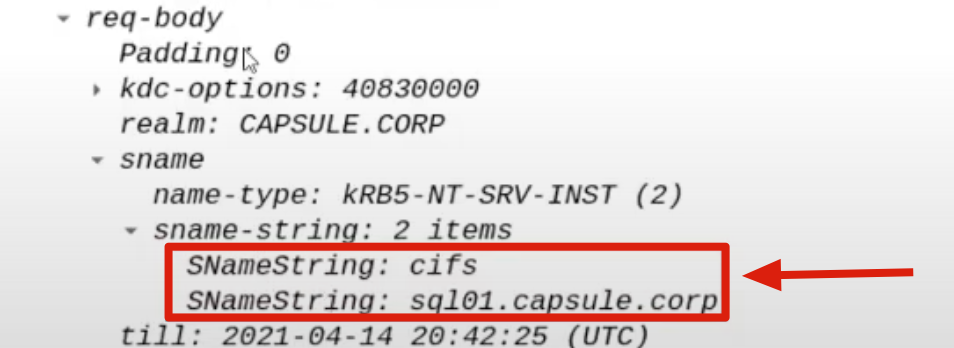 req-body
Padding: 0
kdc-options: 40830000
realm: CAPSULE.CORP
sname
name-type: kRB5-NT-SRV-INST (2)
sname-string: 2 items
SNameString: cifs
SNameString: sql01.capsule.corp
till: 2021-04-14 20:42:25 (UTC)